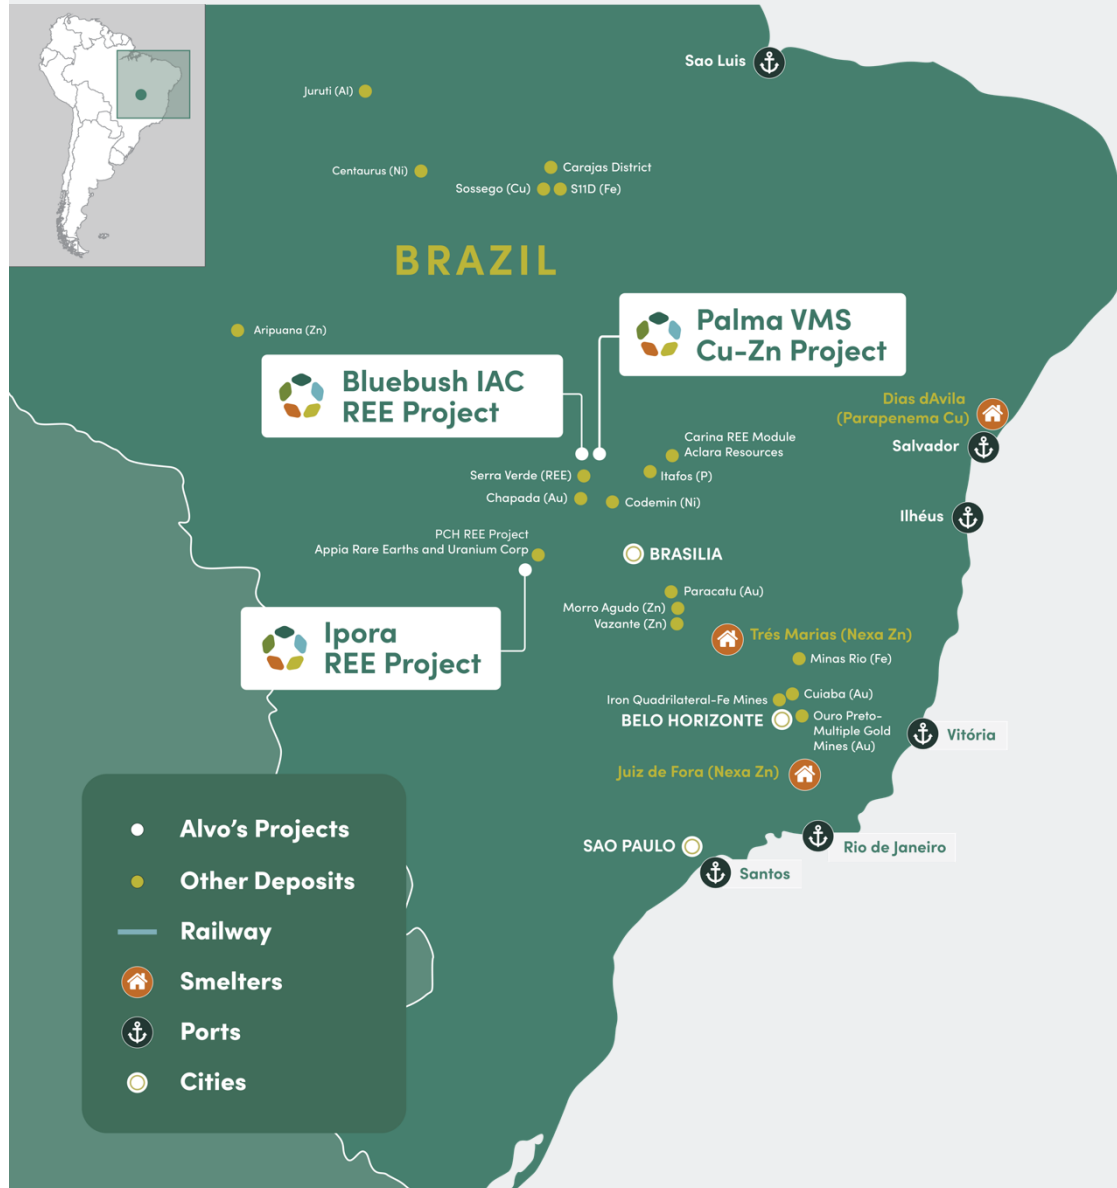 Sao Luis
Juruti (Al)
Centaurus (Ni)
Carajas District
Sossego (Cu)
S11D (Fe)
BRAZIL
Palma VMS
Cu-Zn Project
Aripuana (Zn)
Bluebush IAC
REE Project
Dias dAvila
(Parapenema Cu)
Salvador
Carina REE Module
Aclara Resources
Serra Verde (REE)
Itafos (P)
Chapada (Au)
Codemin (Ni)
Ilhéus
PCH REE Project
Appia Rare Earths and Uranium Corp
BRASILIA
Paracatu (Au)
Morro Agudo (Zn)
Vazante (Zn)
Ipora
REE Project
Trés Marias (Nexa Zn)
Minas Rio (Fe)
Cuiaba (Au)
Iron Quadrilateral-Fe Mines
BELO HORIZONTE
Ouro Preto-
Multiple Gold
Mines (Au)
Vitória
Juiz de Fora (Nexa Zn)
SAO PAULO
Rio de Janeiro
Santos
Alvo's Projects
Other Deposits
Railway
Smelters
Ports
Cities